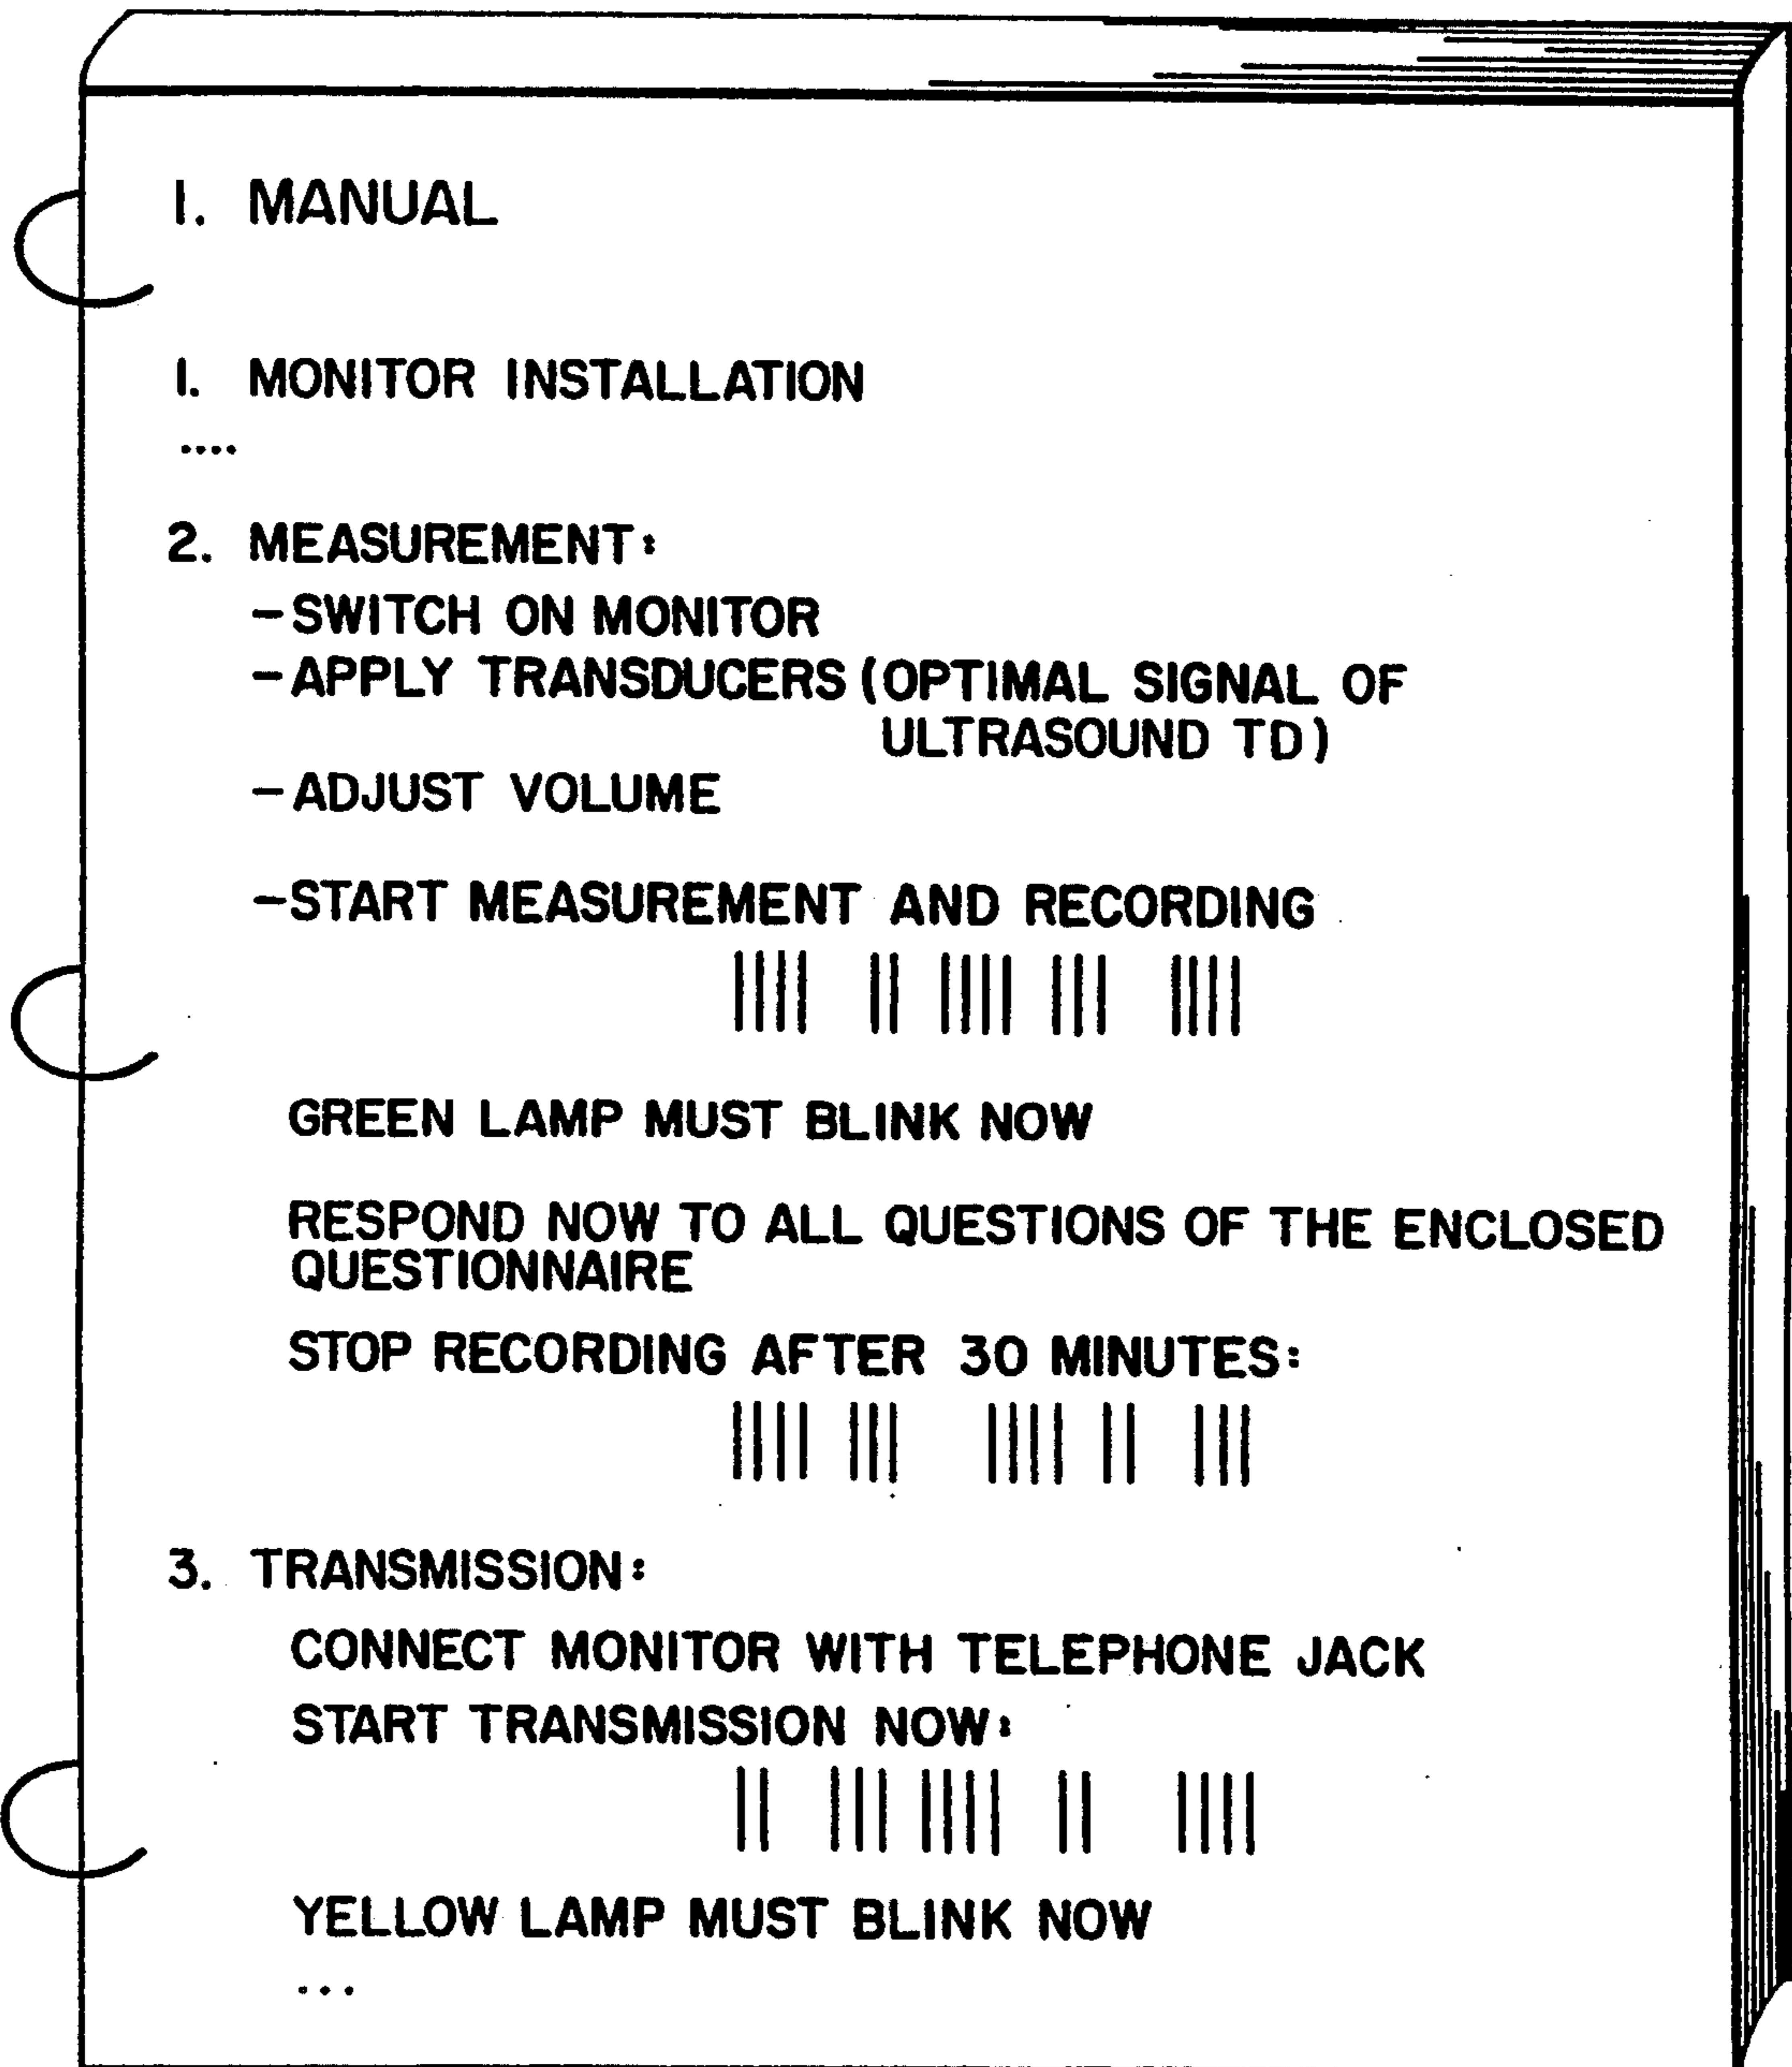 1. MANUAL
1. MONITOR INSTALLATION
....
2. MEASUREMENT:
–SWITCH ON MONITOR
–APPLY TRANSDUCERS (OPTIMAL SIGNAL OF
ULTRASOUND TD)
–ADJUST VOLUME
–START MEASUREMENT AND RECORDING
GREEN LAMP MUST BLINK NOW
RESPOND NOW TO ALL QUESTIONS OF THE ENCLOSED
QUESTIONNAIRE
STOP RECORDING AFTER 30 MINUTES:
3. TRANSMISSION:
CONNECT MONITOR WITH TELEPHONE JACK
START TRANSMISSION NOW:
YELLOW LAMP MUST BLINK NOW
...